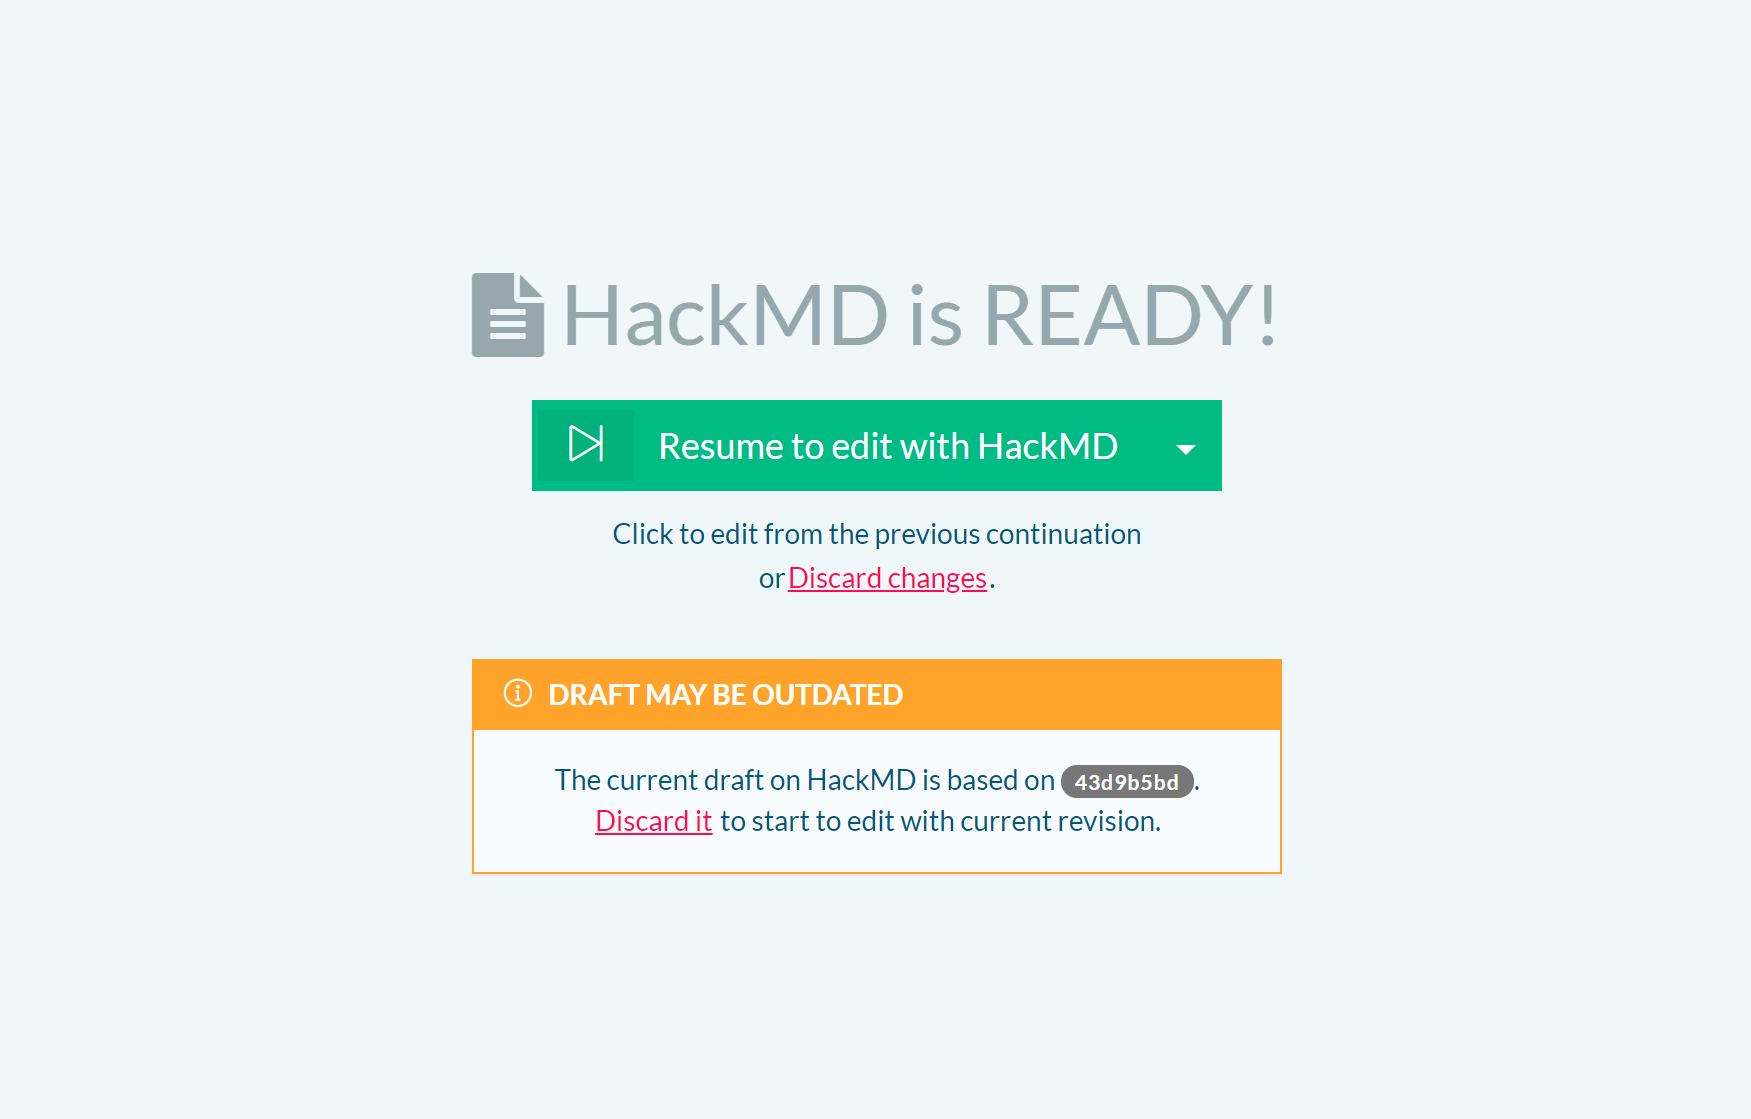 HackMD is READY!
Resume to edit with HackMD
Click to edit from the previous continuation
or Discard changes.
DRAFT MAY BE OUTDATED
The current draft on HackMD is based on 43d9b5bd.
Discard it to start to edit with current revision.